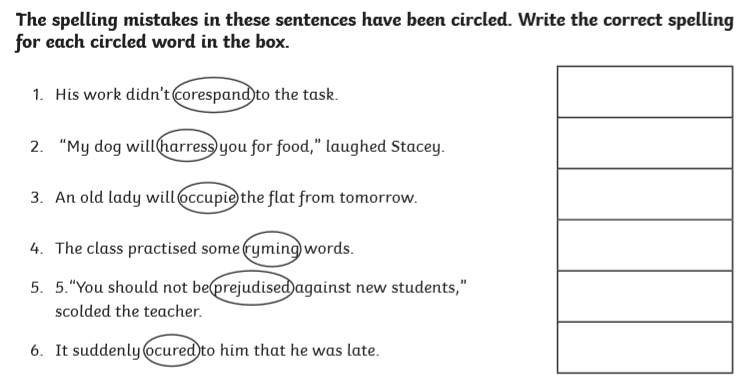 The spelling mistakes in these sentences have been circled. Write the correct spelling
for each circled word in the box.
1. His work didn't corespand to the task.
2. "My dog will harress you for food," laughed Stacey.
3. An old lady will occupie the flat from tomorrow.
4. The class practised some ryming words.
5. 5."You should not be prejudised against new students,"
scolded the teacher.
6. It suddenly ocured to him that he was late.